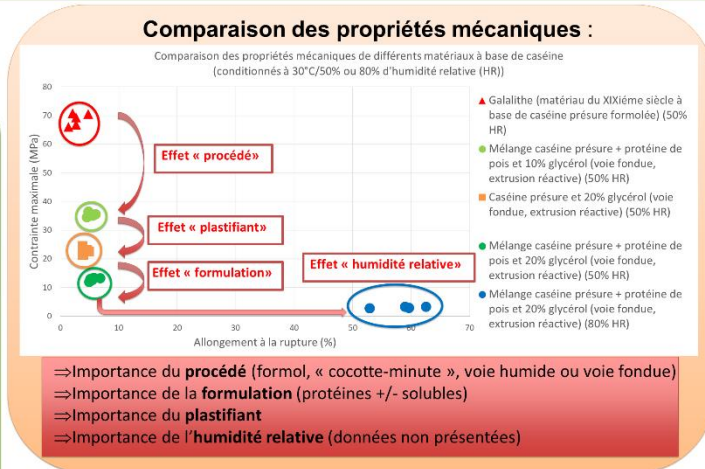 Comparaison des propriétés mécaniques :
Comparaison des propriétés mécaniques de différents matériaux à base de caséine
(conditionnés à 30°C/50% ou 80% d'humidité relative (HR))
Contrainte maximale (MPa)
80
70
60
50
40
30
20
10
0
0 10 20 30 40 50 60 70
Allongement à la rupture (%)
Effet « procédé»
Effet « plastifiant»
Effet « formulation»
Effet « humidité relative»
Galalithe (matériau du XIXiéme siècle à
base de caséine présure formolée) (50%
HR)
Mélange caséine présure + protéine de
pois et 10% glycérol (voie fondue,
extrusion réactive) (50% HR)
Caséine présure et 20% glycérol (voie
fondue, extrusion réactive) (50% HR)
Mélange caséine présure + protéine de
pois et 20% glycérol (voie fondue,
extrusion réactive) (50% HR)
Mélange caséine présure + protéine de
pois et 20% glycérol (voie fondue,
extrusion réactive) (80% HR)
⇒Importance du procédé (formol, « cocotte-minute », voie humide ou voie fondue)
⇒Importance de la formulation (protéines +/- solubles)
⇒Importance du plastifiant
⇒Importance de l'humidité relative (données non présentées)